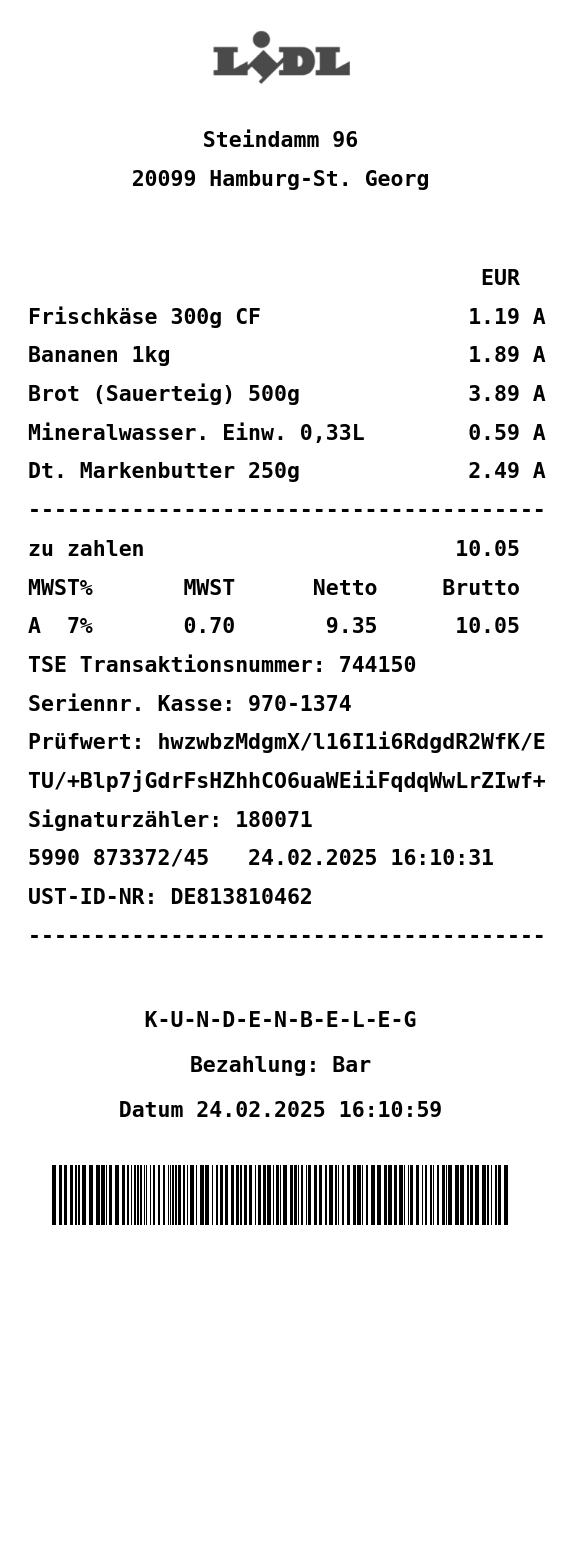 LIDL
Steindamm 96
20099 Hamburg-St. Georg
EUR
Frischkäse 300g CF 1.19 A
Bananen 1kg 1.89 A
Brot (Sauerteig) 500g 3.89 A
Mineralwasser. Einw. 0,33L 0.59 A
Dt. Markenbutter 250g 2.49 A
----------------------------------------
zu zahlen 10.05
MWST% MWST Netto Brutto
A 7% 0.70 9.35 10.05
TSE Transaktionsnummer: 744150
Seriennr. Kasse: 970-1374
Prüfwert: hwzwbzMdgmX/l16I1i6RdgdR2WfK/E
TU/+Blp7jGdrFsHZhhCO6uaWEiiFqdqWwLrZIwf+
Signaturzähler: 180071
5990 873372/45 24.02.2025 16:10:31
UST-ID-NR: DE813810462
----------------------------------------
K-U-N-D-E-N-B-E-L-E-G
Bezahlung: Bar
Datum 24.02.2025 16:10:59